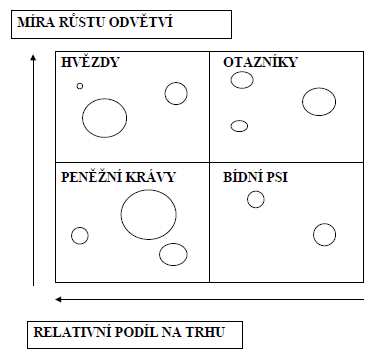 MÍRA RŮSTU ODVĚTVÍ
HVĚZDY
OTAZNÍKY
PENĚŽNÍ KRÁVY
BÍDNÍ PSI
RELATIVNÍ PODÍL NA TRHU